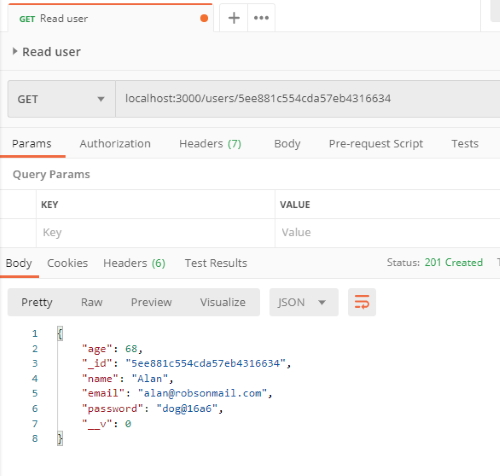 GET Read user
Read user
GET localhost:3000/users/5ee881c554cda57eb4316634
Params Authorization Headers (7) Body Pre-request Script Tests
Query Params
KEY VALUE
Key Value
Body Cookies Headers (6) Test Results Status: 201 Created
Pretty Raw Preview Visualize JSON
1 {
2 "age": 68,
3 "_id": "5ee881c554cda57eb4316634",
4 "name": "Alan",
5 "email": "alan@robsonmail.com",
6 "password": "dog@16a6",
7 "__v": 0
8 }